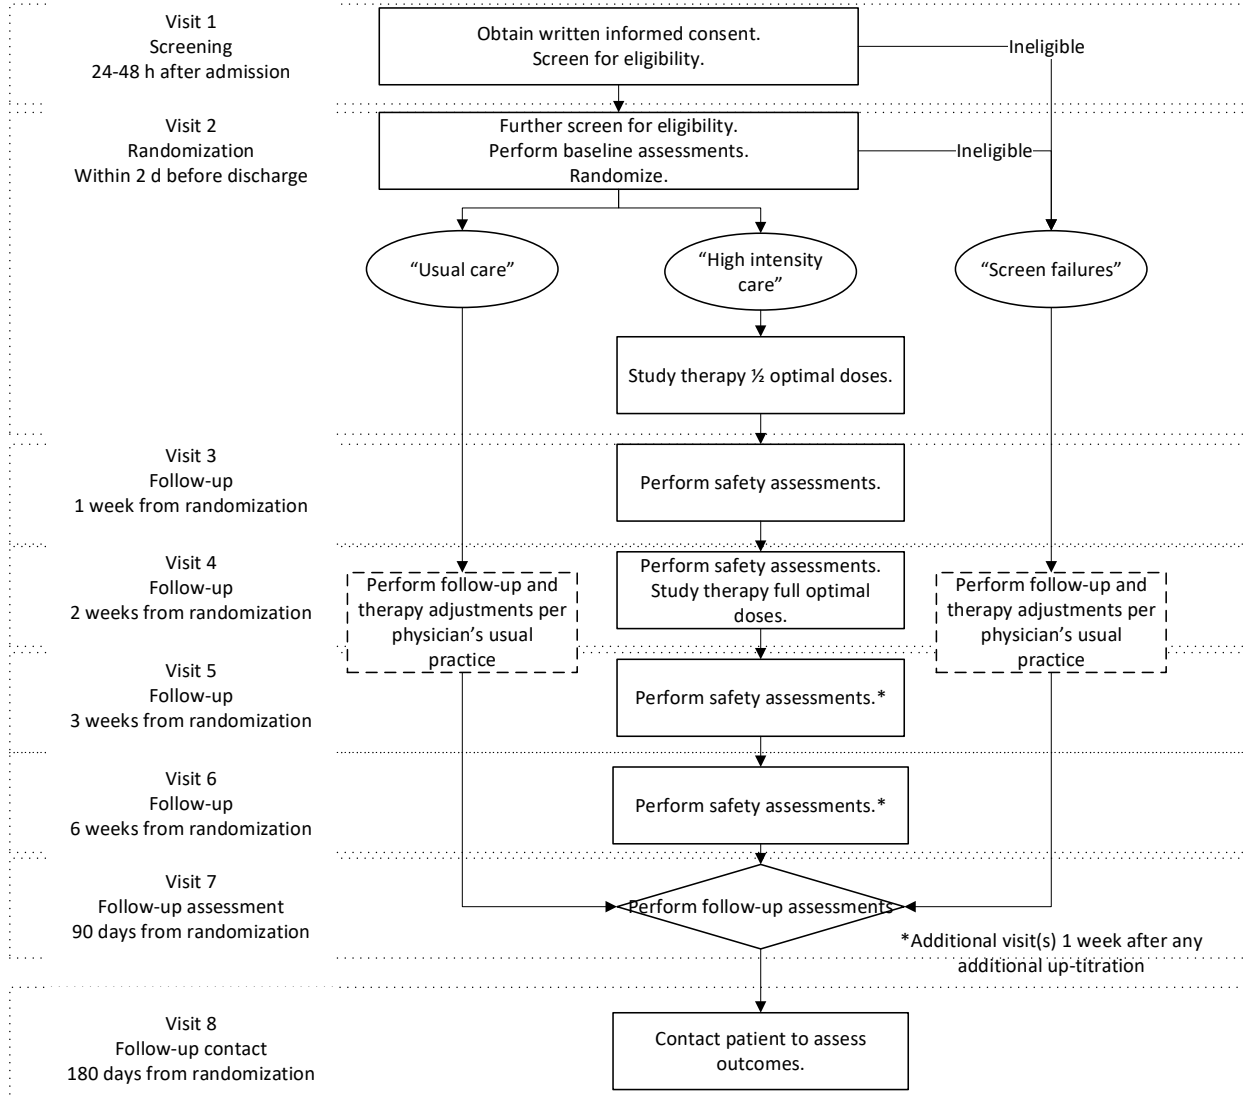 Visit 1
Screening
24-48 h after admission
Obtain written informed consent.
Screen for eligibility.
Ineligible
Visit 2
Randomization
Within 2 d before discharge
Further screen for eligibility.
Perform baseline assessments.
Randomize.
Ineligible
“Usual care”
“High intensity
care”
“Screen failures”
Study therapy ½ optimal doses.
Visit 3
Follow-up
1 week from randomization
Perform safety assessments.
Visit 4
Follow-up
2 weeks from randomization
Perform follow-up and
therapy adjustments per
physician’s usual
practice
Perform safety assessments.
Study therapy full optimal
doses.
Perform follow-up and
therapy adjustments per
physician’s usual
practice
Visit 5
Follow-up
3 weeks from randomization
Perform safety assessments.*
Visit 6
Follow-up
6 weeks from randomization
Perform safety assessments.*
Visit 7
Follow-up assessment
90 days from randomization
Perform follow-up assessments
*Additional visit(s) 1 week after any
additional up-titration
Visit 8
Follow-up contact
180 days from randomization
Contact patient to assess
outcomes.